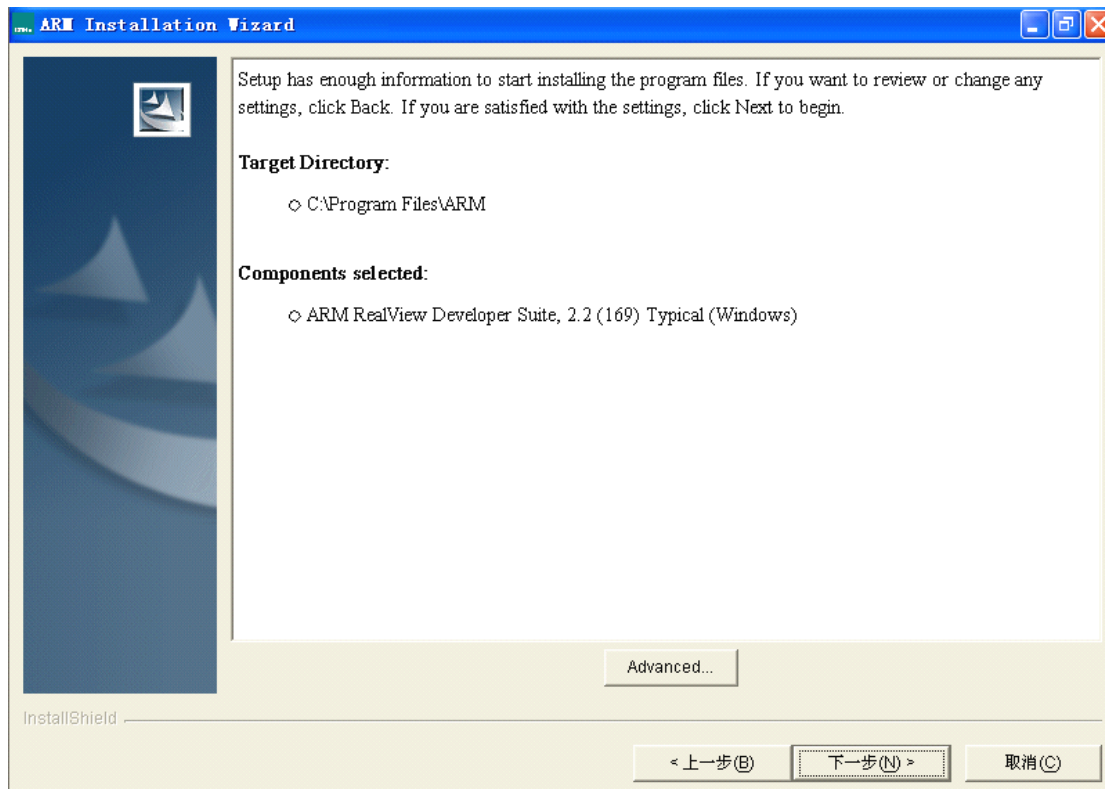 ARM Installation Wizard
Setup has enough information to start installing the program files. If you want to review or change any
settings, click Back. If you are satisfied with the settings, click Next to begin.
Target Directory:
C:\Program Files\ARM
Components selected:
ARM RealView Developer Suite, 2.2 (169) Typical (Windows)
Advanced...
InstallShield
< 上一步(B)
下一步(N) >
取消(C)